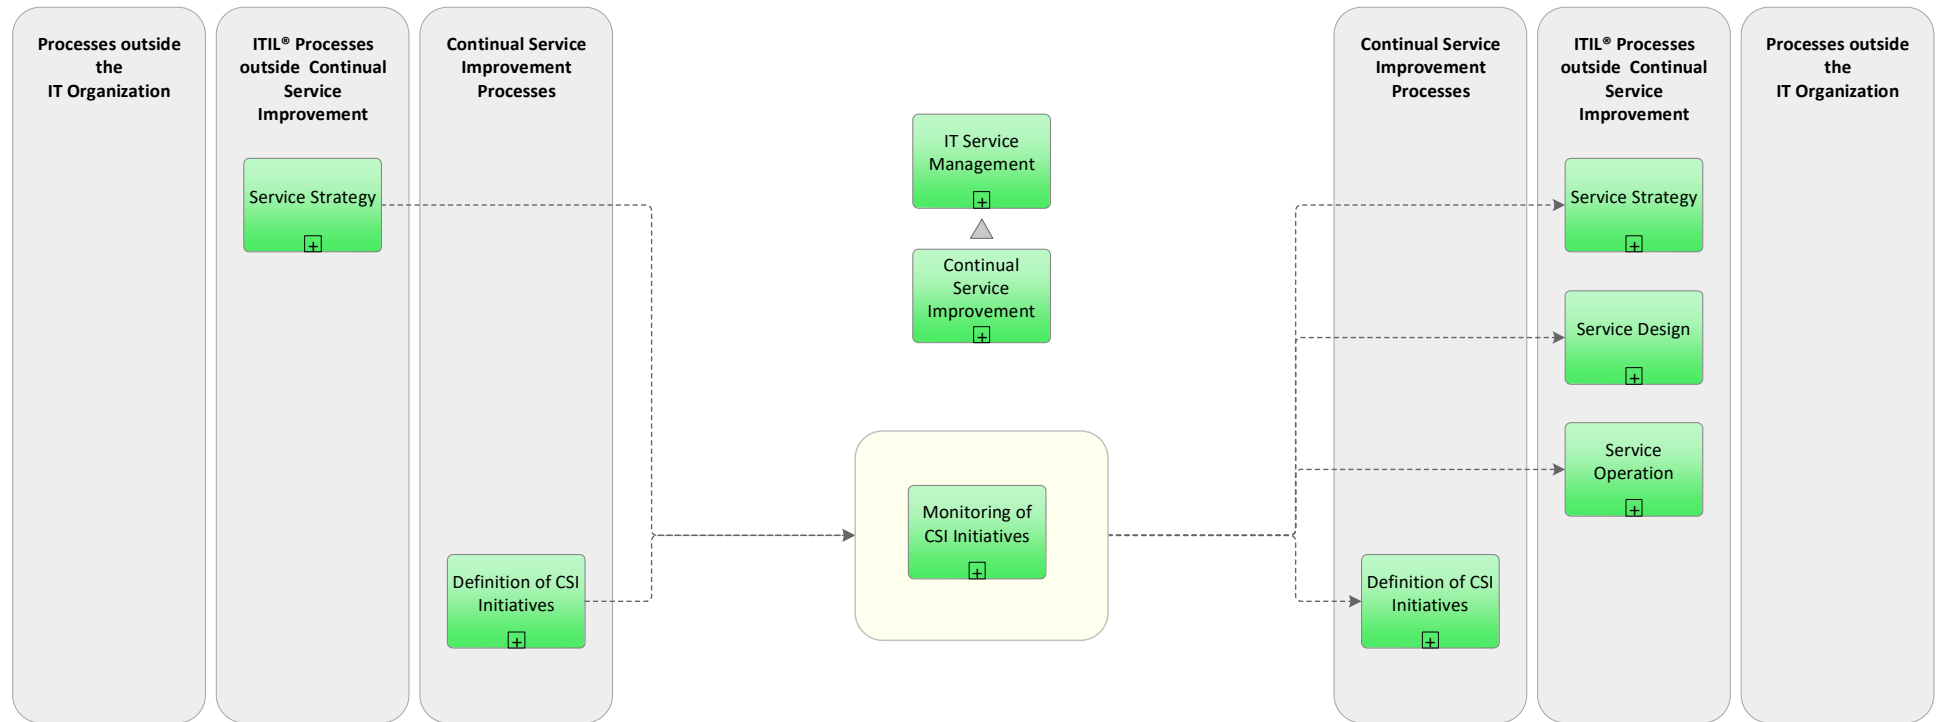 Processes outside
the
IT Organization
ITIL® Processes
outside  Continual
Service
Improvement
Service Strategy
Continual Service
Improvement
Processes
Definition of CSI
Initiatives
IT Service
Management
Continual
Service
Improvement
Monitoring of
CSI Initiatives
Continual Service
Improvement
Processes
Definition of CSI
Initiatives
ITIL® Processes
outside  Continual
Service
Improvement
Service Strategy
Service Design
Service
Operation
Processes outside
the
IT Organization